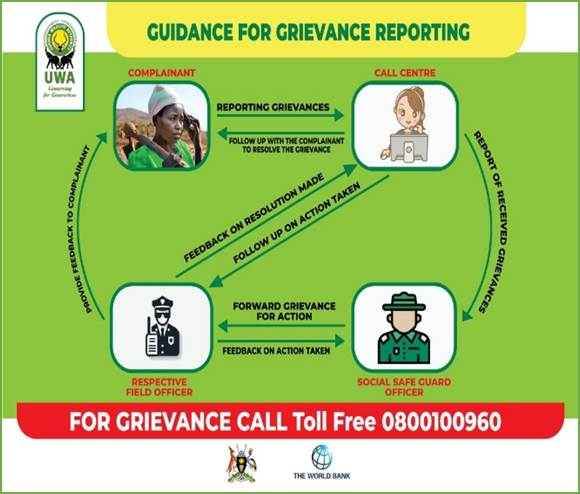 GUIDANCE FOR GRIEVANCE REPORTING
UWA
Conserving
for Generations
COMPLAINANT
CALL CENTRE
REPORTING GRIEVANCES
FOLLOW UP WITH THE COMPLAINANT
TO RESOLVE THE GRIEVANCE
PROVIDE FEEDBACK TO COMPLAINANT
FEEDBACK ON RESOLUTION MADE
FOLLOW UP ON ACTION TAKEN
REPORT OF RECEIVED GRIEVANCES
FORWARD GRIEVANCE
FOR ACTION
FEEDBACK ON ACTION TAKEN
RESPECTIVE
FIELD OFFICER
SOCIAL SAFE GUARD
OFFICER
FOR GRIEVANCE CALL Toll Free 0800100960
THE WORLD BANK